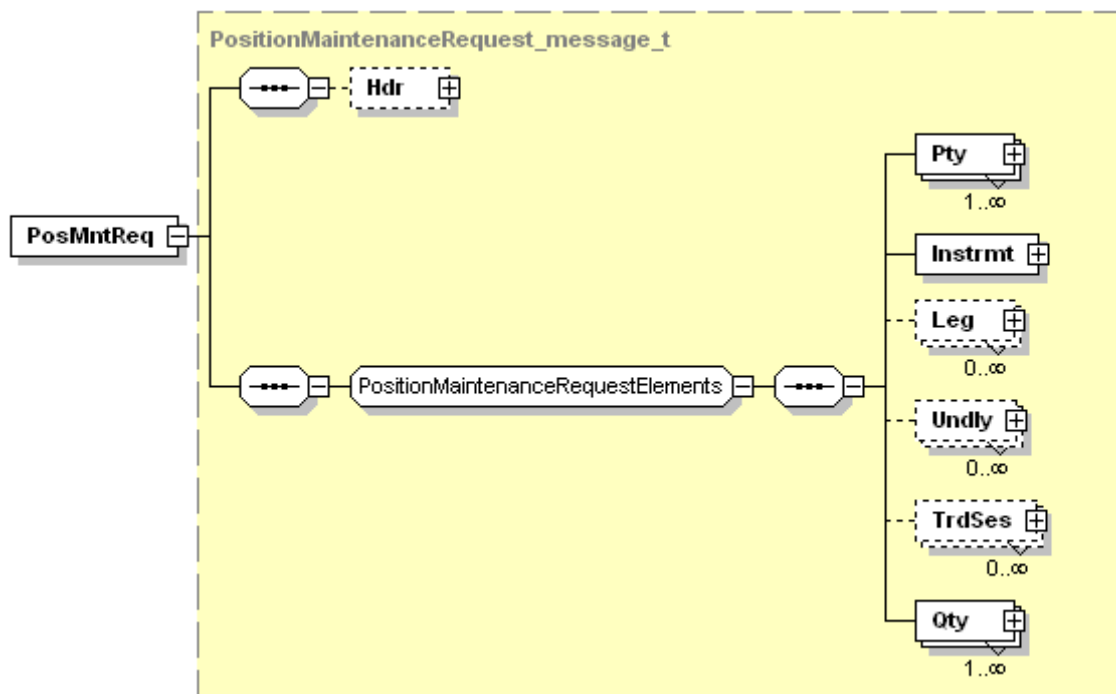 PositionMaintenanceRequest_message_t
Hdr
Pty
1..∞
PosMntReq
Instrmt
Leg
0..∞
PositionMaintenanceRequestElements
Undly
0..∞
TrdSes
0..∞
Qty
1..∞